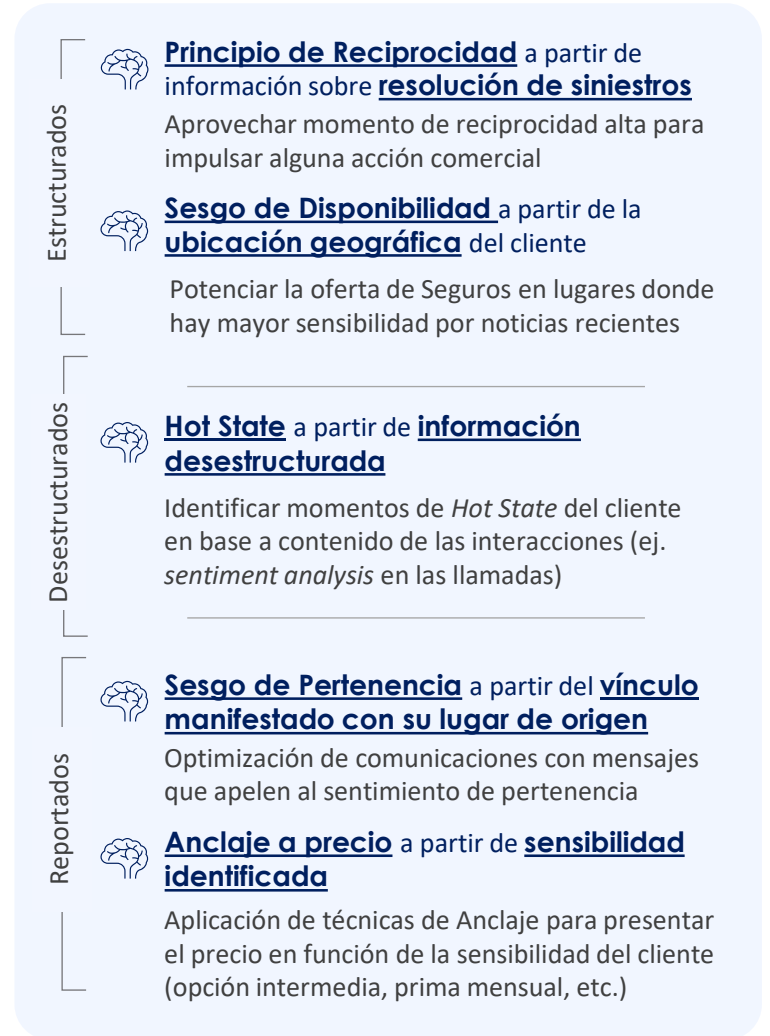 Estructurados
Principio de Reciprocidad a partir de
información sobre resolución de siniestros
Aprovechar momento de reciprocidad alta para
impulsar alguna acción comercial
Sesgo de Disponibilidad a partir de la
ubicación geográfica del cliente
Potenciar la oferta de Seguros en lugares donde
hay mayor sensibilidad por noticias recientes
Desestructurados
Hot State a partir de información
desestructurada
Identificar momentos de Hot State del cliente
en base a contenido de las interacciones (ej.
sentiment analysis en las llamadas)
Reportados
Sesgo de Pertenencia a partir del vínculo
manifestado con su lugar de origen
Optimización de comunicaciones con mensajes
que apelen al sentimiento de pertenencia
Anclaje a precio a partir de sensibilidad
identificada
Aplicación de técnicas de Anclaje para presentar
el precio en función de la sensibilidad del cliente
(opción intermedia, prima mensual, etc.)